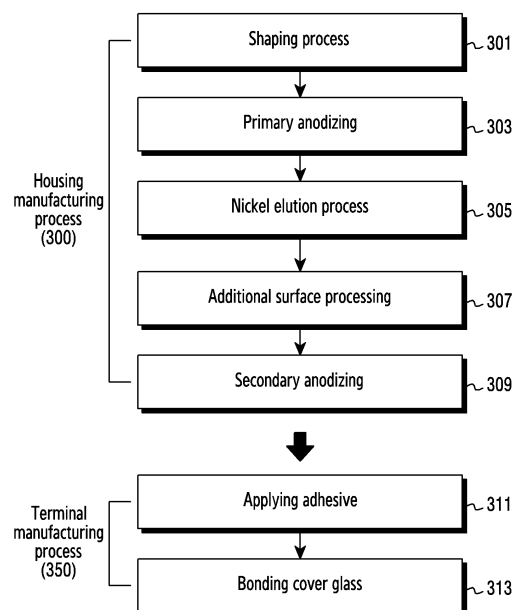 Shaping process
301
Primary anodizing
303
Housing
manufacturing
process
(300)
Nickel elution process
305
Additional surface processing
307
Secondary anodizing
309
Applying adhesive
311
Terminal
manufacturing
process
(350)
Bonding cover glass
313